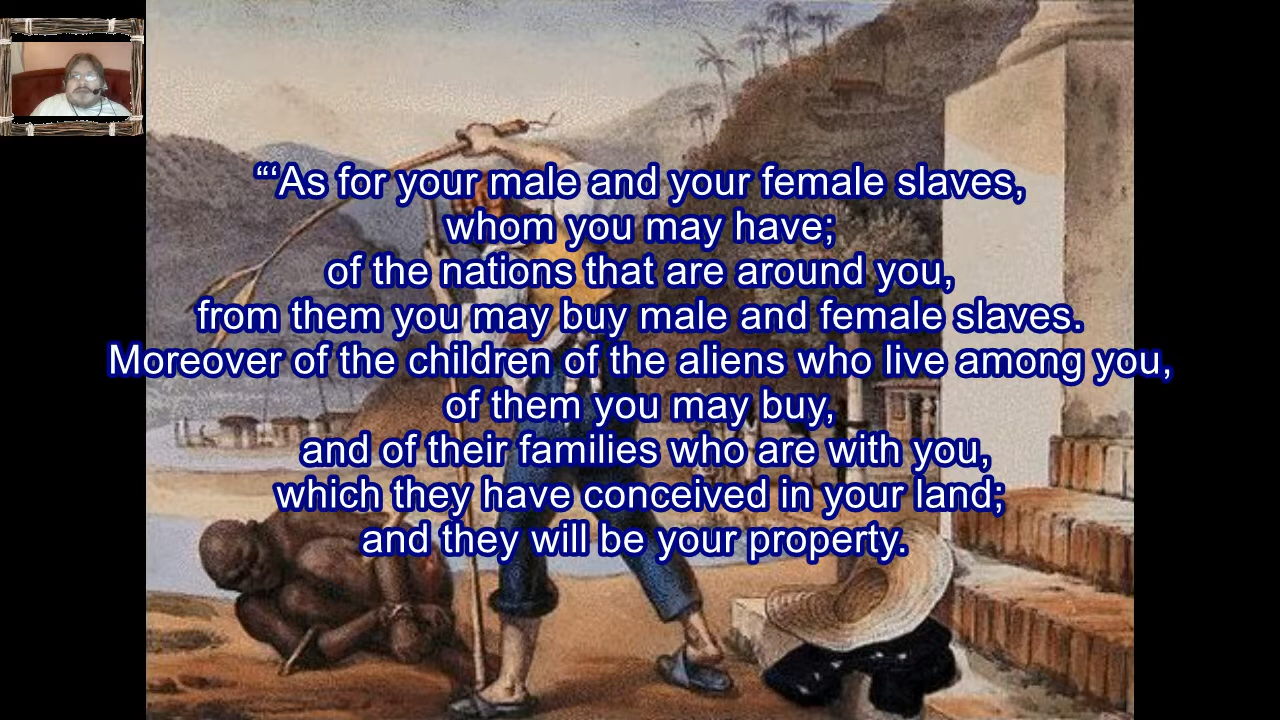 “‘As for your male and your female slaves,
whom you may have;
of the nations that are around you,
from them you may buy male and female slaves.
Moreover of the children of the aliens who live among you,
of them you may buy,
and of their families who are with you,
which they have conceived in your land;
and they will be your property.